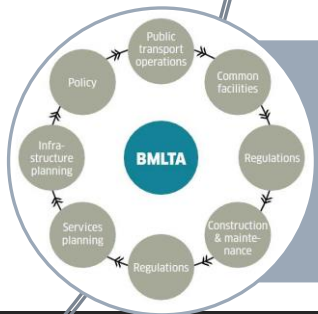 Public
transport
operations
Common
facilities
Regulations
Construction
& mainte-
nance
Regulations
Services
planning
Infra-
structure
planning
Policy
BMLTA